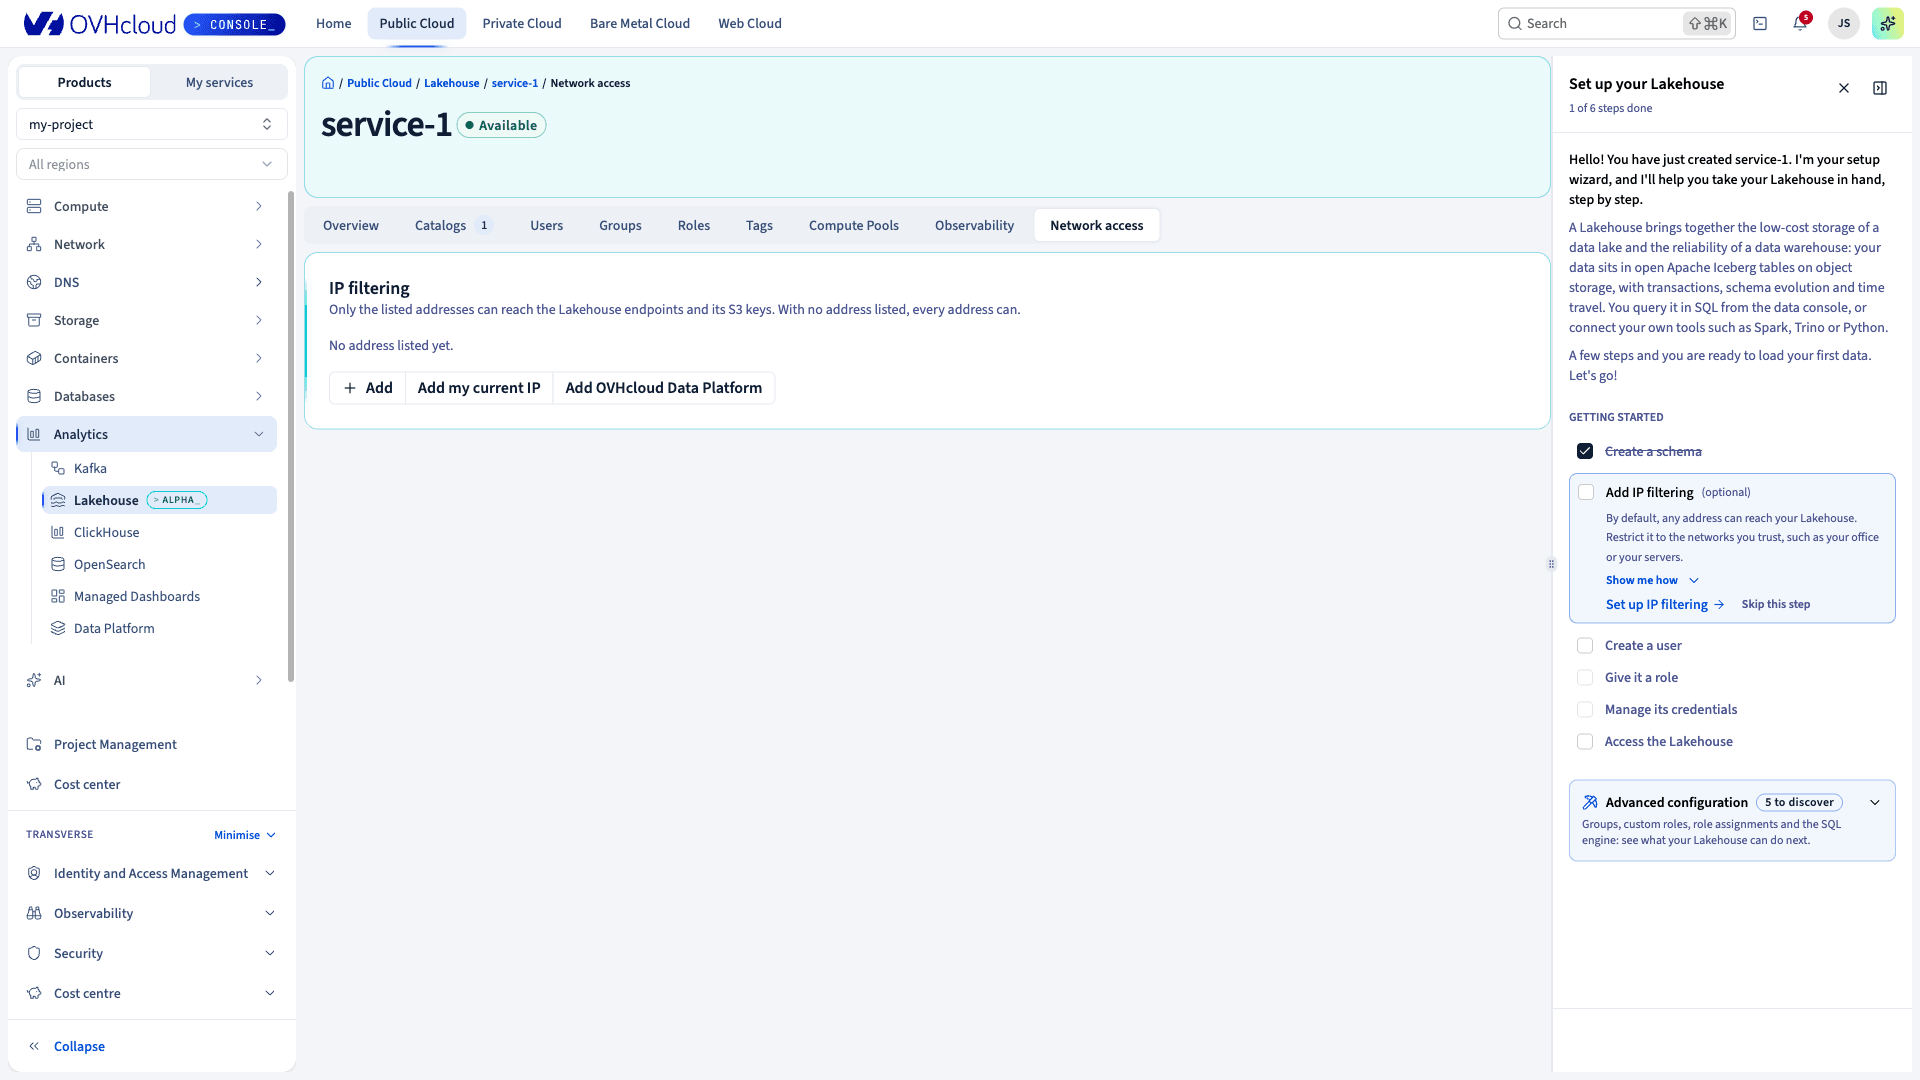 OVHcloud
> CONSOLE_
Home
Public Cloud
Private Cloud
Bare Metal Cloud
Web Cloud
Search
⇧⌘K
5
JS
Products
My services
my-project
All regions
Compute
Network
DNS
Storage
Containers
Databases
Analytics
Kafka
Lakehouse
> ALPHA_
ClickHouse
OpenSearch
Managed Dashboards
Data Platform
AI
Project Management
Cost center
TRANSVERSE
Minimise
Identity and Access Management
Observability
Security
Cost centre
Collapse
/ Public Cloud / Lakehouse / service-1 / Network access
service-1
Available
Overview
Catalogs 1
Users
Groups
Roles
Tags
Compute Pools
Observability
Network access
IP filtering
Only the listed addresses can reach the Lakehouse endpoints and its S3 keys. With no address listed, every address can.
No address listed yet.
+ Add
Add my current IP
Add OVHcloud Data Platform
Set up your Lakehouse
1 of 6 steps done
Hello! You have just created service-1. I'm your setup
wizard, and I'll help you take your Lakehouse in hand,
step by step.
A Lakehouse brings together the low-cost storage of a
data lake and the reliability of a data warehouse: your
data sits in open Apache Iceberg tables on object
storage, with transactions, schema evolution and time
travel. You query it in SQL from the data console, or
connect your own tools such as Spark, Trino or Python.
A few steps and you are ready to load your first data.
Let's go!
GETTING STARTED
Create a schema
Add IP filtering (optional)
By default, any address can reach your Lakehouse.
Restrict it to the networks you trust, such as your office
or your servers.
Show me how
Set up IP filtering →
Skip this step
Create a user
Give it a role
Manage its credentials
Access the Lakehouse
Advanced configuration
5 to discover
Groups, custom roles, role assignments and the SQL
engine: see what your Lakehouse can do next.